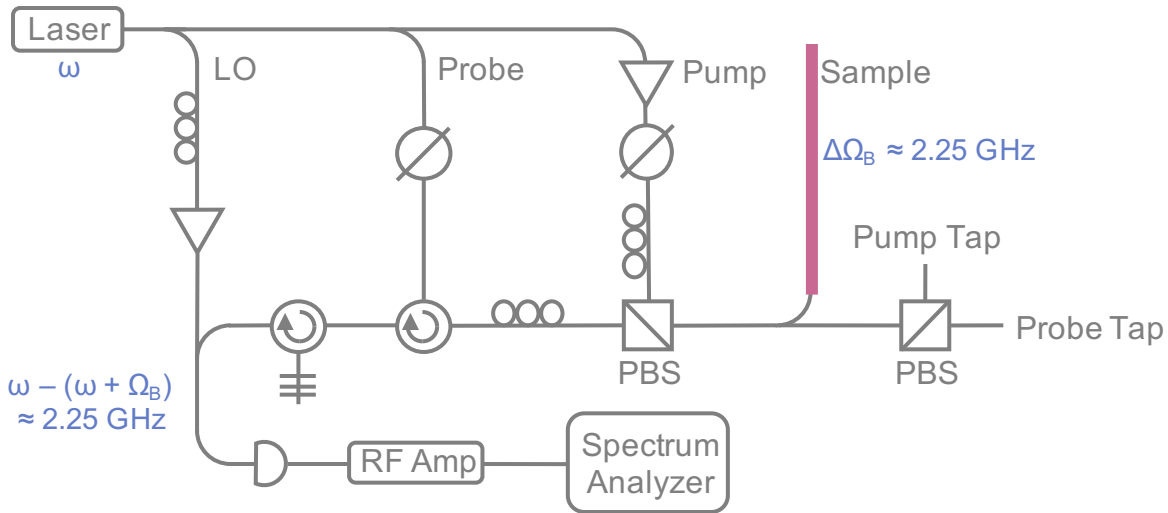 Laser
ω
LO
Probe
Pump
Sample
ΔΩ_B ≈ 2.25 GHz
Pump Tap
PBS
PBS
Probe Tap
ω – (ω + Ω_B)
≈ 2.25 GHz
RF Amp
Spectrum
Analyzer